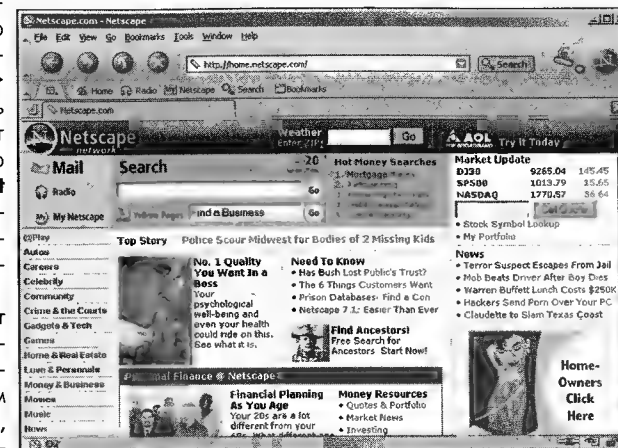 Netscape.com - Netscape
File Edit View Go Bookmarks Tools Window Help
http://home.netscape.com/
Search
Home Radio My Netscape Search Bookmarks
Netscape.com
Netscape
network
Weather
Enter ZIP:
Go
AOL Try It Today
Mail
Radio
My Netscape
@Play
Autos
Careers
Celebrity
Community
Crime & the Courts
Gadgets & Tech
Games
Home & Real Estate
Love & Personals
Money & Business
Movies
Music
News
Search
Go
Yellow Pages
Find a Business
Go
Hot Money Searches
1. Mortgage
2.
Top Story Police Scour Midwest for Bodies of 2 Missing Kids
No. 1 Quality
You Want In a
Boss
Your
psychological
well-being and
even your health
could ride on this.
See what it is.
Need To Know
• Has Bush Lost Public's Trust?
• The 6 Things Customers Want
• Prison Databases: Find a Con
• Netscape 7.1: Easier Than Ever
Find Ancestors!
Free Search for
Ancestors Start Now!
Personal Finance @ Netscape
Financial Planning
As You Age
Your 20s are a lot
different from your
Money Resources
• Quotes & Portfolio
• Market News
• Investing
Market Update
DJ30 9265.04 145.45
SP500 1013.79 15.65
NASDAQ 1770.57 36.64
• Stock Symbol Lookup
• My Portfolio
News
• Terror Suspect Escapes From Jail
• Mob Beats Driver After Boy Dies
• Warren Buffett Lunch Costs $250K
• Hackers Send Porn Over Your PC
• Claudette to Slam Texas Coast
Home-
Owners
Click
Here